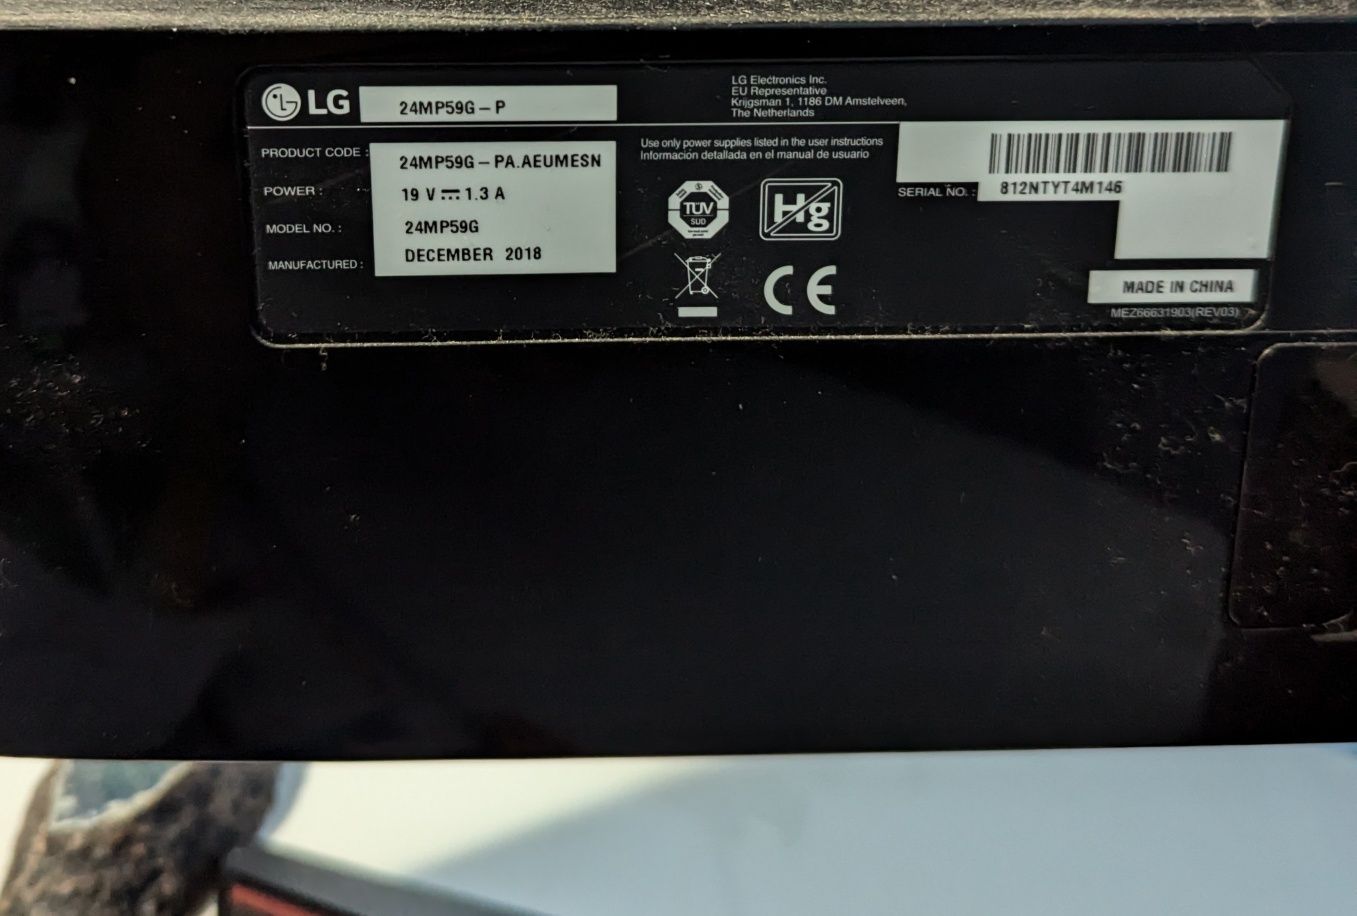 LG 24MP59G-P
LG Electronics Inc.
EU Representative
Krijgsman 1, 1186 DM Amstelveen,
The Netherlands
PRODUCT CODE : 24MP59G-PA.AEUMESN
POWER : 19 V ⎓ 1.3 A
MODEL NO. : 24MP59G
MANUFACTURED : DECEMBER 2018
Use only power supplies listed in the user instructions
Información detallada en el manual de usuario
TÜV
SÜD
Hg
CE
SERIAL NO. : 812NTYT4M146
MADE IN CHINA
MEZ66631903(REV03)